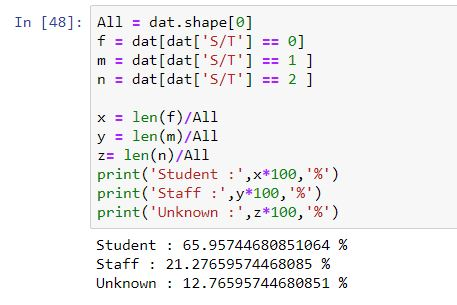 In [48]: All = dat.shape[0]
f = dat[dat['S/T'] == 0]
m = dat[dat['S/T'] == 1 ]
n = dat[dat['S/T'] == 2 ]
x = len(f)/All
y = len(m)/All
z= len(n)/All
print('Student :',x*100,'%')
print('Staff :',y*100,'%')
print('Unknown :',z*100,'%')
Student : 65.95744680851064 %
Staff : 21.27659574468085 %
Unknown : 12.76595744680851 %